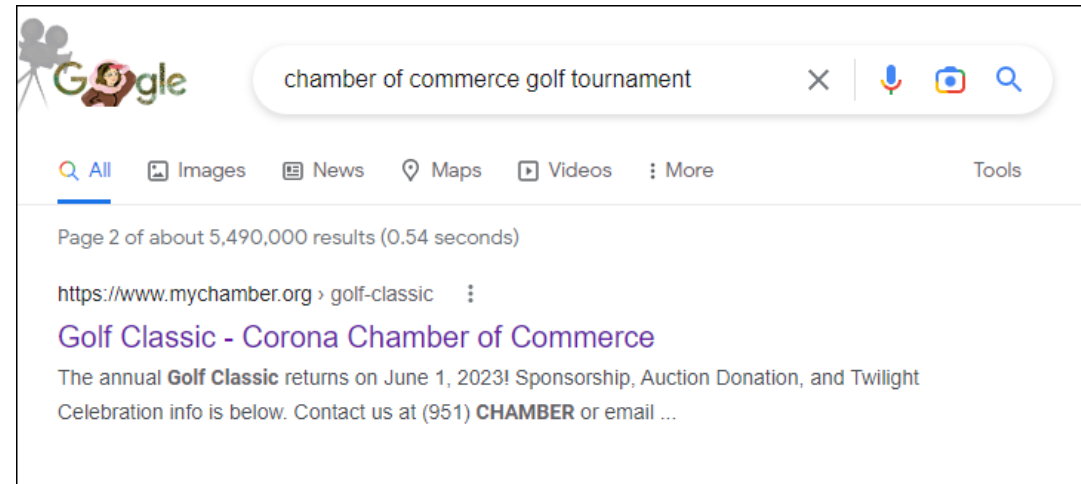 Google
chamber of commerce golf tournament
All Images News Maps Videos More Tools
Page 2 of about 5,490,000 results (0.54 seconds)
https://www.mychamber.org › golf-classic
Golf Classic - Corona Chamber of Commerce
The annual Golf Classic returns on June 1, 2023! Sponsorship, Auction Donation, and Twilight
Celebration info is below. Contact us at (951) CHAMBER or email ...